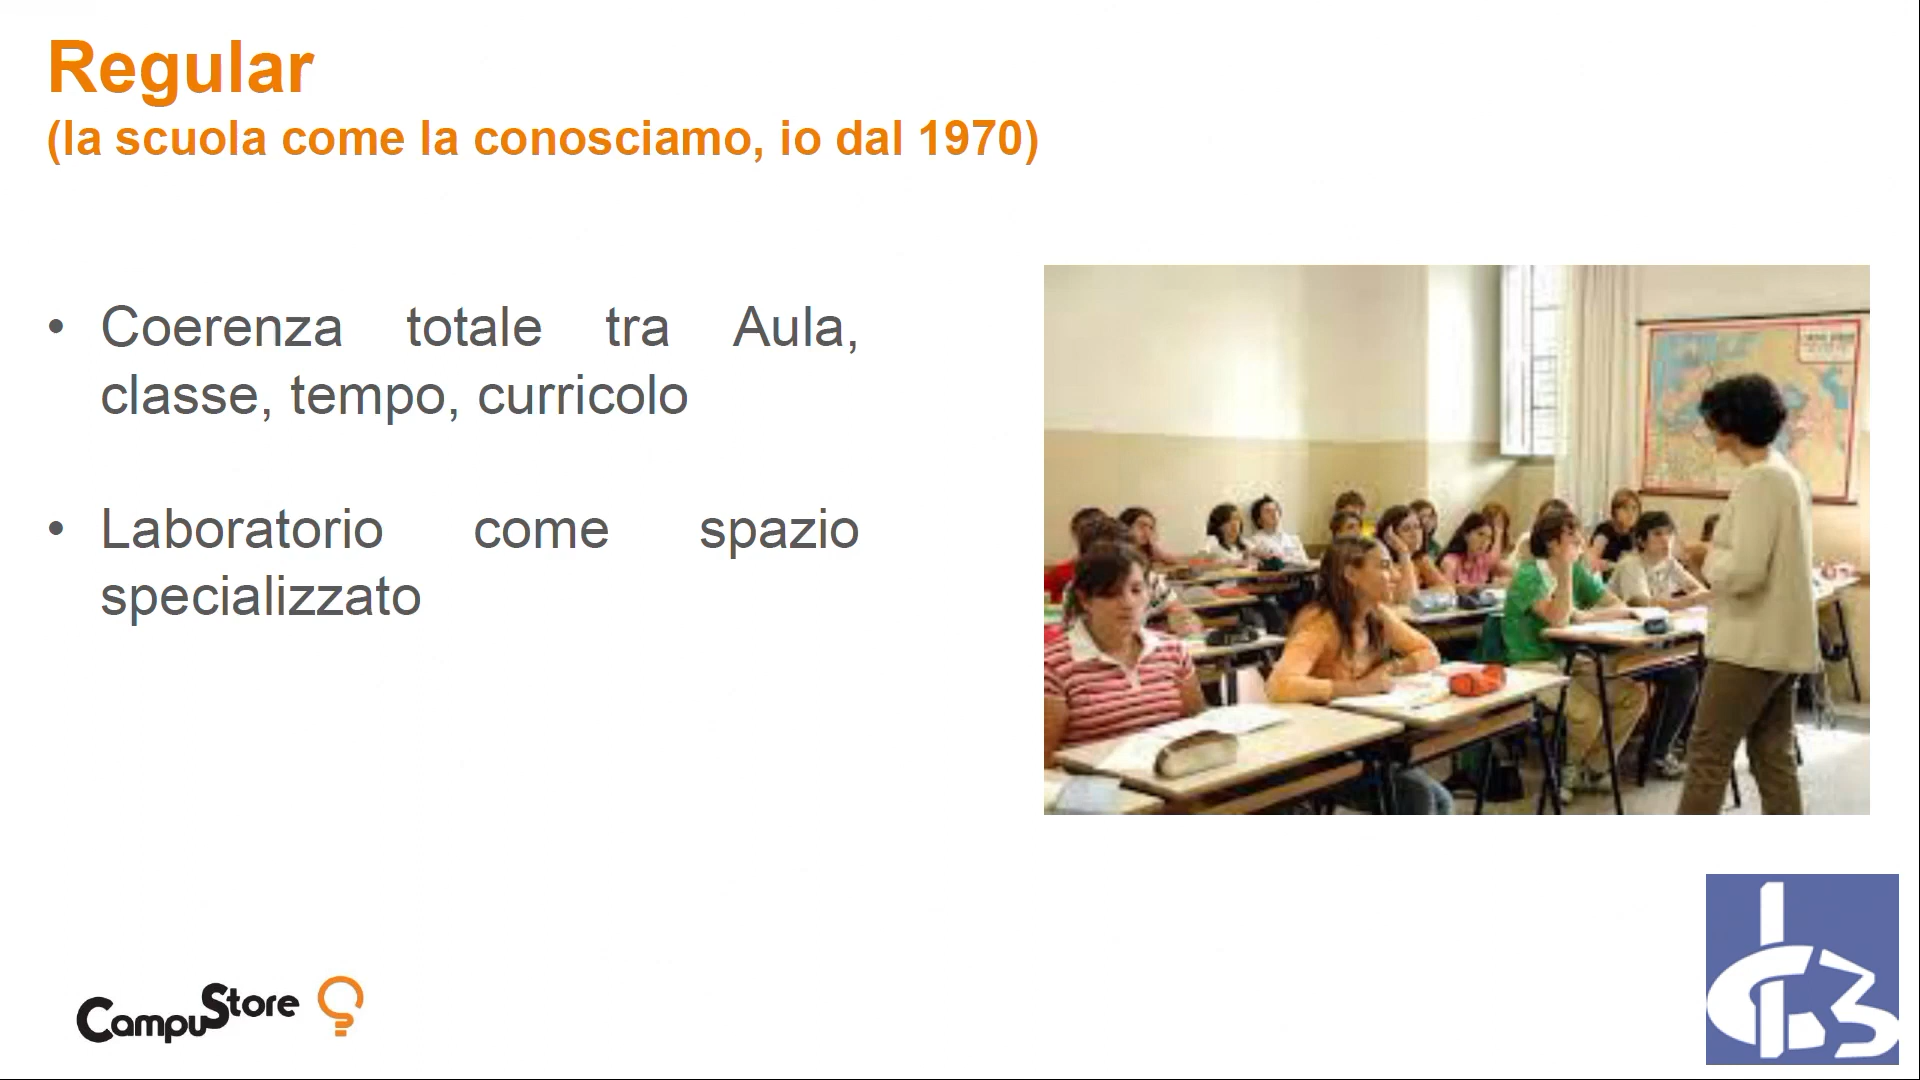 Regular
(la scuola come la conosciamo, io dal 1970)
• Coerenza totale tra Aula,
classe, tempo, curricolo
• Laboratorio come spazio
specializzato
CampuStore